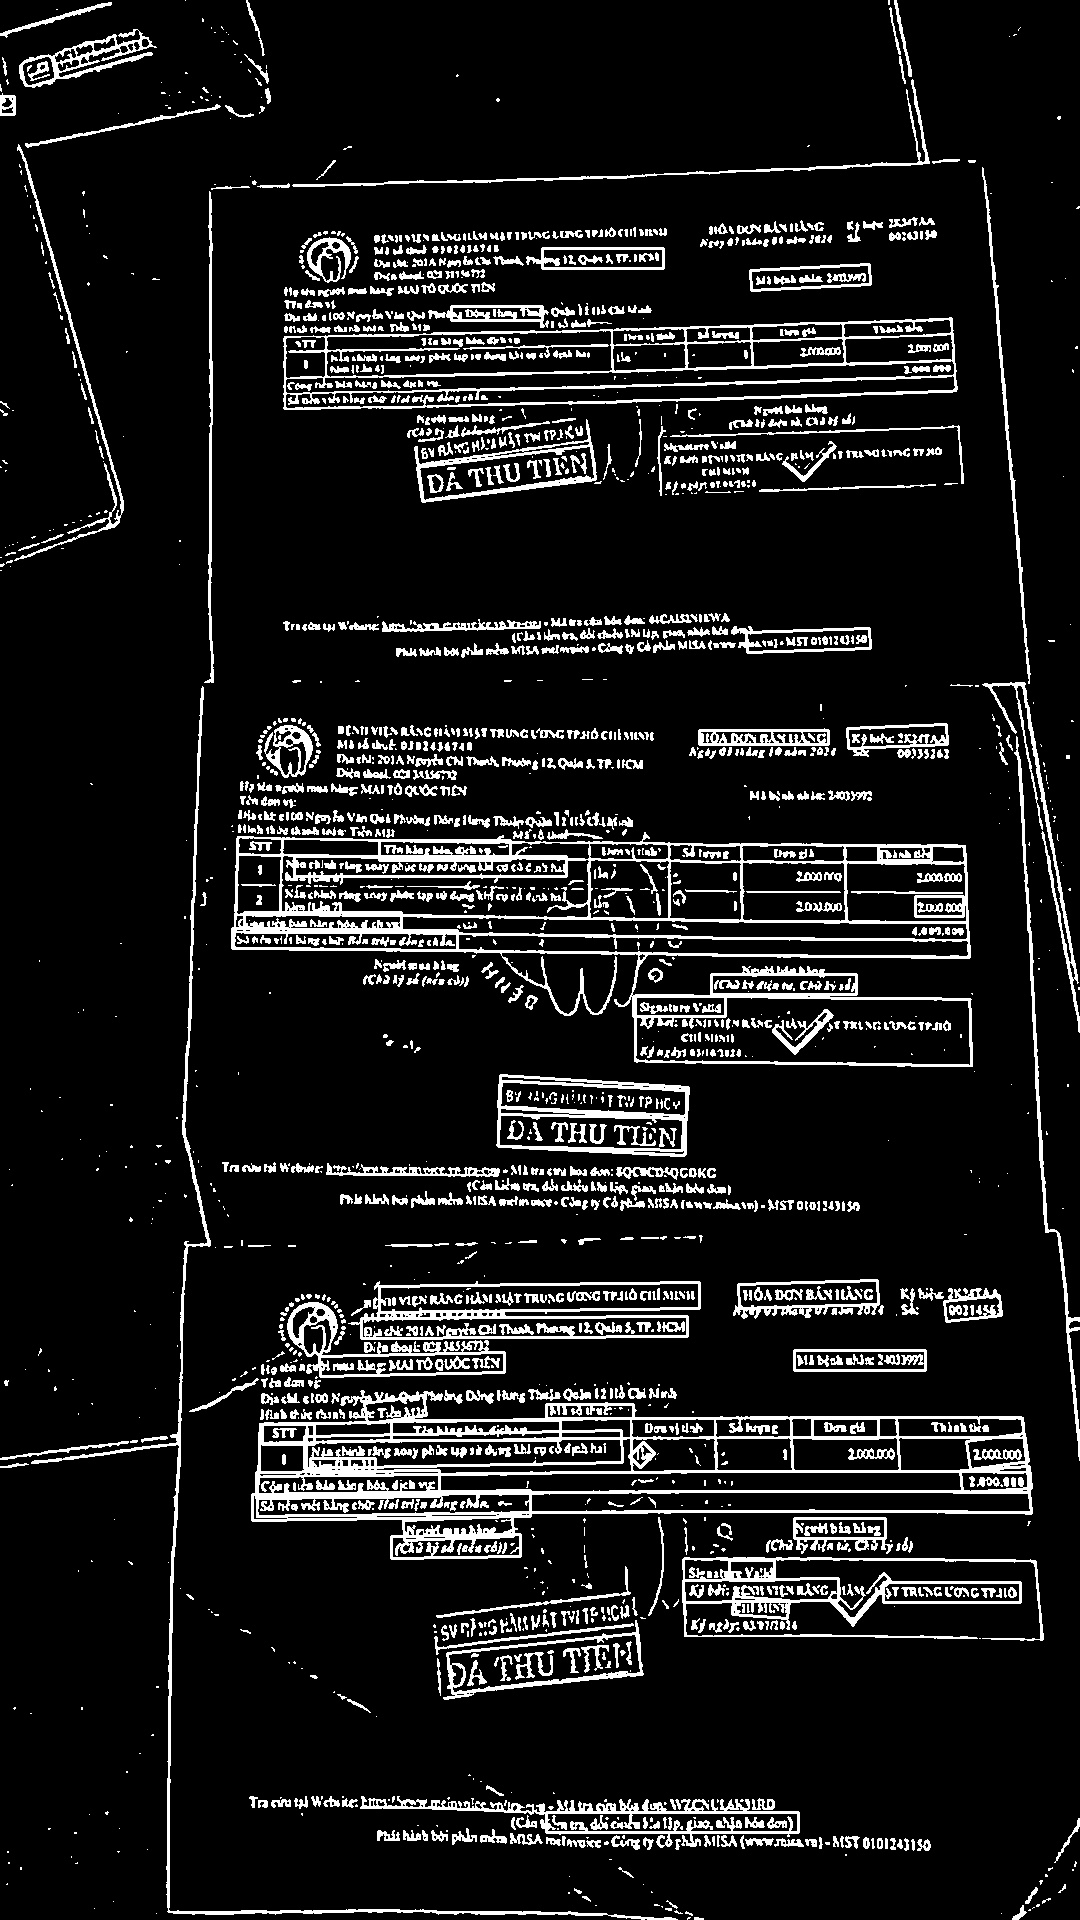 BỆNH VIỆN RĂNG HÀM MẶT TRUNG ƯƠNG TP.HỒ CHÍ MINH
Mã số thuế: 0302436748
Địa chỉ: 201A Nguyễn Chí Thanh, Phường 12, Quận 5, TP. HCM
Điện thoại: 028 38556732
HÓA ĐƠN BÁN HÀNG
Ngày 07 tháng 08 năm 2024
Ký hiệu: 2K24TAA
Số: 00263150
Mã bệnh nhân: 24033992
Họ tên người mua hàng: MAI TÔ QUỐC TIẾN
Tên đơn vị:
Địa chỉ: c100 Nguyễn Văn Quá Phường Đông Hưng Thuận Quận 12 Hồ Chí Minh
Hình thức thanh toán: Tiền Mặt
Mã số thuế:
STT Tên hàng hóa, dịch vụ Đơn vị tính Số lượng Đơn giá Thành tiền
1 Nắn chỉnh răng xoay phức tạp sử dụng khí cụ cố định hai hàm [Lần 4] Lần 1 2.000.000 2.000.000
Cộng tiền bán hàng hóa, dịch vụ: 2.000.000
Số tiền viết bằng chữ: Hai triệu đồng chẵn.
Người mua hàng
(Chữ ký số (nếu có))
Người bán hàng
(Chữ ký điện tử, Chữ ký số)
BV RĂNG HÀM MẶT TW TP.HCM
ĐÃ THU TIỀN
Signature Valid
Ký bởi: BỆNH VIỆN RĂNG - HÀM - MẶT TRUNG ƯƠNG TP.HỒ
CHÍ MINH
Ký ngày: 07/08/2024
Tra cứu tại Website: https://www.meinvoice.vn/tra-cuu - Mã tra cứu hóa đơn:
(Cần kiểm tra, đối chiếu khi lập, giao, nhận hóa đơn)
Phát hành bởi phần mềm MISA meInvoice - Công ty Cổ phần MISA (www.misa.vn) - MST 0101243150
BỆNH VIỆN RĂNG HÀM MẶT TRUNG ƯƠNG TP.HỒ CHÍ MINH
Mã số thuế: 0302436748
Địa chỉ: 201A Nguyễn Chí Thanh, Phường 12, Quận 5, TP. HCM
Điện thoại: 028 38556732
HÓA ĐƠN BÁN HÀNG
Ngày 03 tháng 10 năm 2024
Ký hiệu: 2K24TAA
Số: 00335262
Mã bệnh nhân: 24033992
Họ tên người mua hàng: MAI TÔ QUỐC TIẾN
Tên đơn vị:
Địa chỉ: c100 Nguyễn Văn Quá Phường Đông Hưng Thuận Quận 12 Hồ Chí Minh
Hình thức thanh toán: Tiền Mặt
Mã số thuế
STT Tên hàng hóa, dịch vụ Đơn vị tính Số lượng Đơn giá Thành tiền
1 Nắn chỉnh răng xoay phức tạp sử dụng khí cụ cố định hai hàm [Lần 6] Lần 1 2.000.000 2.000.000
2 Nắn chỉnh răng xoay phức tạp sử dụng khí cụ cố định hai hàm [Lần 7] Lần 1 2.000.000 2.000.000
Cộng tiền bán hàng hóa, dịch vụ: 4.000.000
Số tiền viết bằng chữ: Bốn triệu đồng chẵn.
Người mua hàng
(Chữ ký số (nếu có))
BỆNH
Người bán hàng
(Chữ ký điện tử, Chữ ký số)
Signature Valid
Ký bởi: BỆNH VIỆN RĂNG - HÀM - MẶT TRUNG ƯƠNG TP.HỒ
CHÍ MINH
Ký ngày: 03/10/2024
BV RĂNG HÀM MẶT TW TP HCM
ĐÃ THU TIỀN
Tra cứu tại Website: https://www.meinvoice.vn/tra-cuu - Mã tra cứu hóa đơn: 8QC8CD5QGDKG
(Cần kiểm tra, đối chiếu khi lập, giao, nhận hóa đơn)
Phát hành bởi phần mềm MISA meInvoice - Công ty Cổ phần MISA (www.misa.vn) - MST 0101243150
BỆNH VIỆN RĂNG HÀM MẶT TRUNG ƯƠNG TP.HỒ CHÍ MINH
Địa chỉ: 201A Nguyễn Chí Thanh, Phường 12, Quận 5, TP. HCM
Điện thoại: 028 38556732
HÓA ĐƠN BÁN HÀNG
Ngày 03 tháng 07 năm 2024
Ký hiệu: 2K24TAA
Số: 00214563
Mã bệnh nhân: 24033992
Họ tên người mua hàng: MAI TÔ QUỐC TIẾN
Tên đơn vị:
Địa chỉ: c100 Nguyễn Văn Quá Phường Đông Hưng Thuận Quận 12 Hồ Chí Minh
Hình thức thanh toán: Tiền Mặt
Mã số thuế:
STT Tên hàng hóa, dịch vụ Đơn vị tính Số lượng Đơn giá Thành tiền
1 Nắn chỉnh răng xoay phức tạp sử dụng khí cụ cố định hai hàm Lần 1 2.000.000 2.000.000
Cộng tiền bán hàng hóa, dịch vụ: 2.000.000
Số tiền viết bằng chữ: Hai triệu đồng chẵn.
Người mua hàng
(Chữ ký số (nếu có))
Người bán hàng
(Chữ ký điện tử, Chữ ký số)
Signature Valid
Ký bởi: BỆNH VIỆN RĂNG - HÀM - MẶT TRUNG ƯƠNG TP.HỒ
CHÍ MINH
Ký ngày: 03/07/2024
BV RĂNG HÀM MẶT TW TP HCM
ĐÃ THU TIỀN
Tra cứu tại Website: https://www.meinvoice.vn/tra-cuu - Mã tra cứu hóa đơn:
(Cần kiểm tra, đối chiếu khi lập, giao, nhận hóa đơn)
Phát hành bởi phần mềm MISA meInvoice - Công ty Cổ phần MISA (www.misa.vn) - MST 0101243150